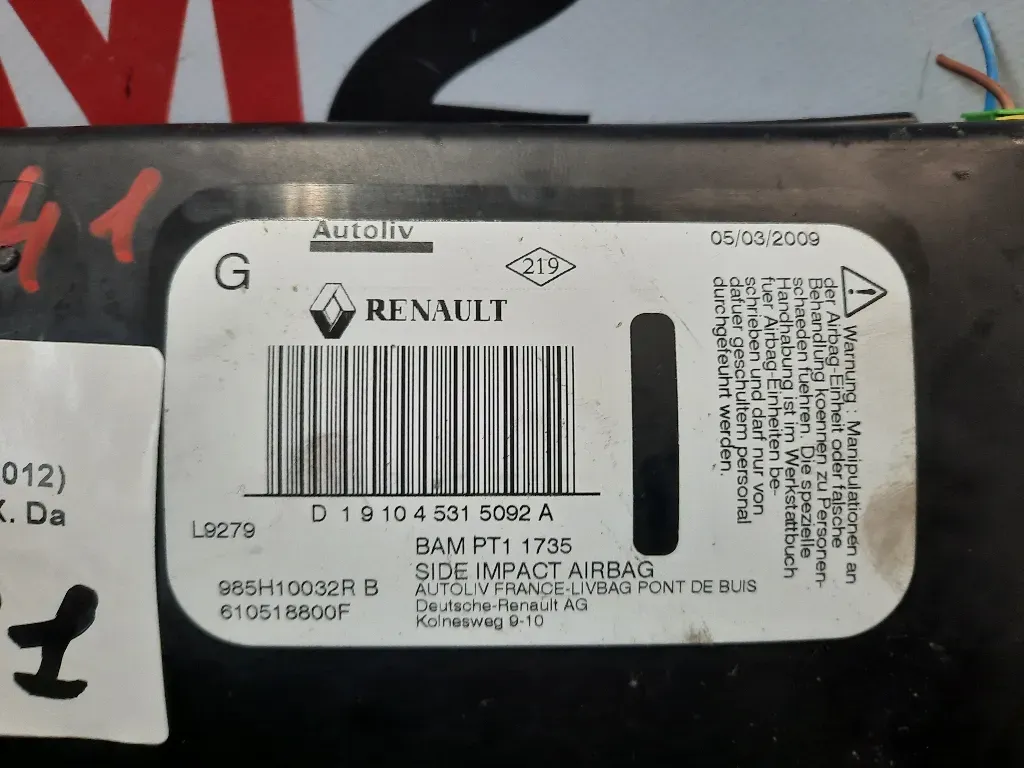 41
Autoliv
G
219
05/03/2009
RENAULT
D 1 9 10 4 531 5092 A
L9279
BAM PT1 1735
SIDE IMPACT AIRBAG
985H10032R B
AUTOLIV FRANCE-LIVBAG PONT DE BUIS
610518800F
Deutsche-Renault AG
Kolnesweg 9-10
Warnung : Manipulationen an
der Airbag-Einheit oder falsche
Behandlung koennen zu Personen-
schaeden fuehren. Die spezielle
Handhabung ist im Werkstattbuch
fuer Airbag-Einheiten be-
schrieben und darf nur von
dafuer geschultem personal
durchgefuehrt werden.
012)
X. Da
1